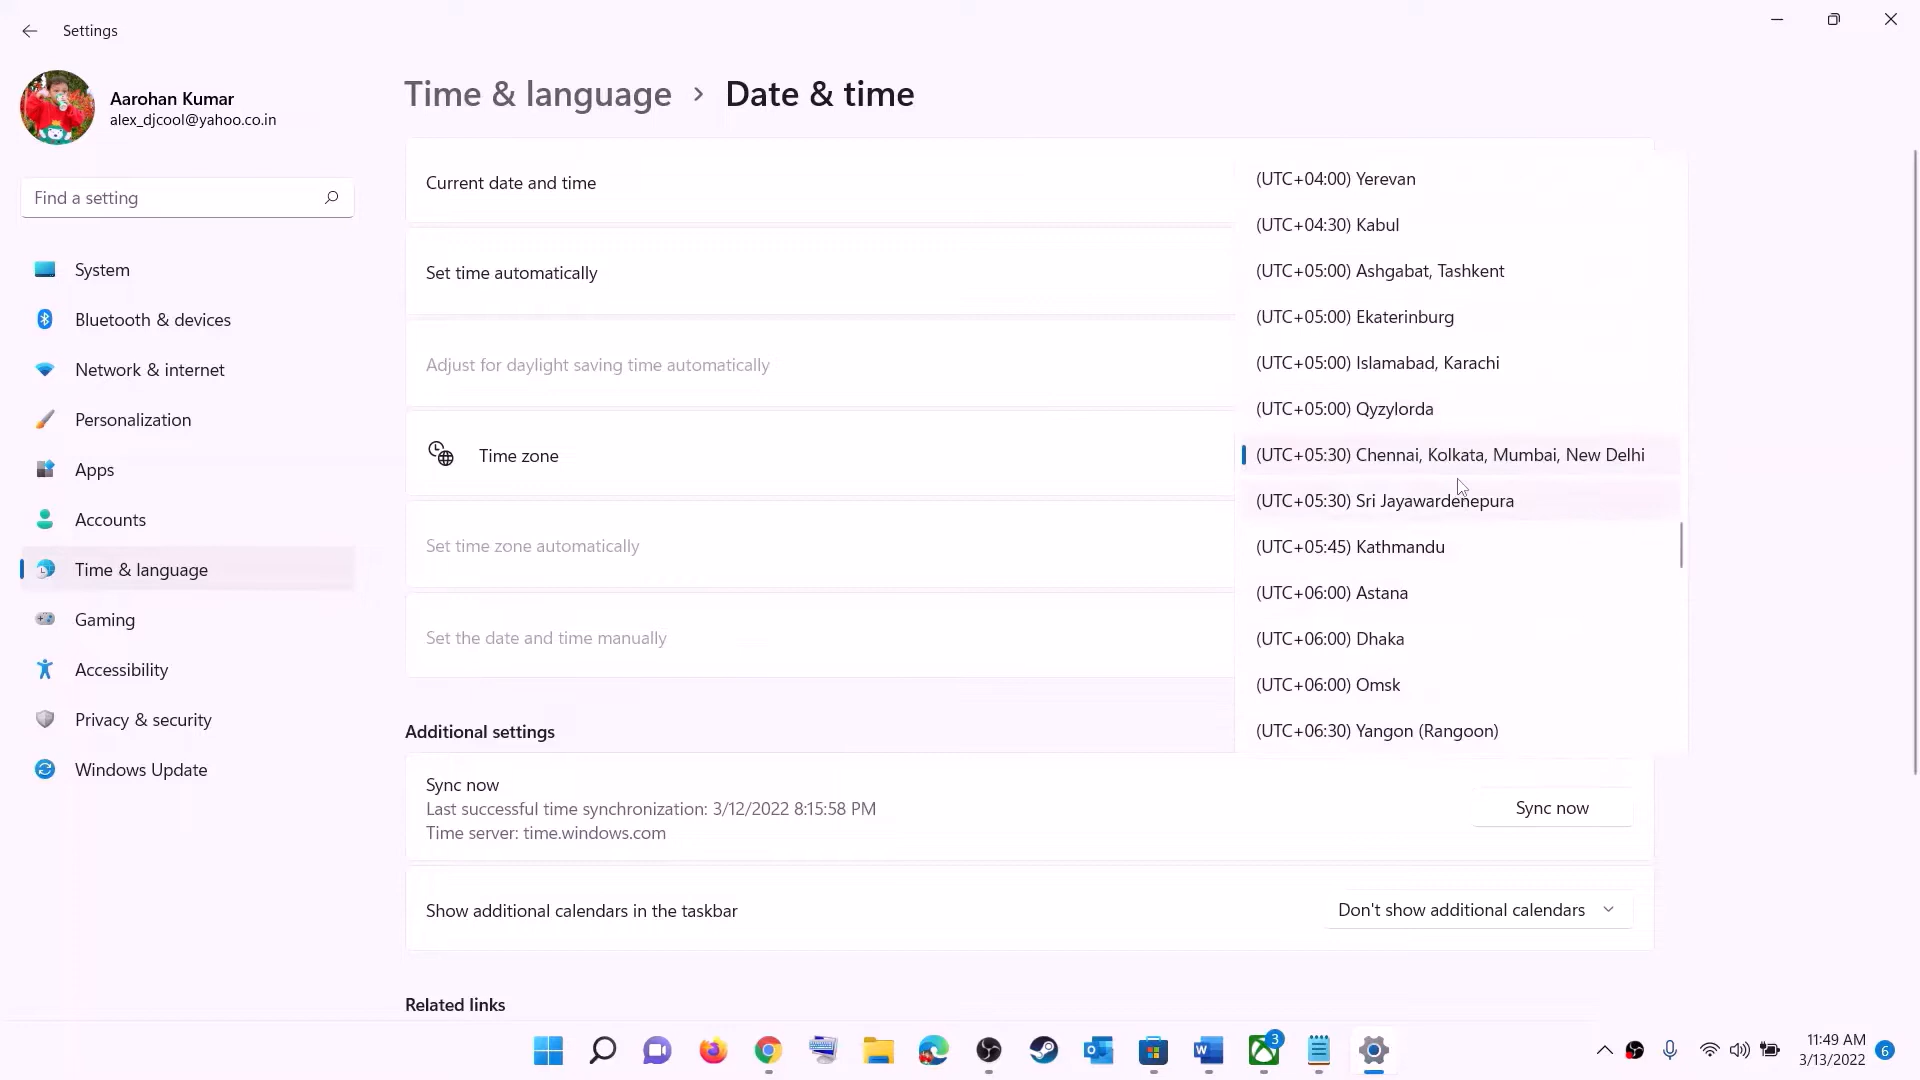 Settings
Aarohan Kumar
alex_djcool@yahoo.co.in
Find a setting
System
Bluetooth & devices
Network & internet
Personalization
Apps
Accounts
Time & language
Gaming
Accessibility
Privacy & security
Windows Update
Time & language > Date & time
Current date and time
Set time automatically
Adjust for daylight saving time automatically
Time zone
Set time zone automatically
Set the date and time manually
(UTC+04:00) Yerevan
(UTC+04:30) Kabul
(UTC+05:00) Ashgabat, Tashkent
(UTC+05:00) Ekaterinburg
(UTC+05:00) Islamabad, Karachi
(UTC+05:00) Qyzylorda
(UTC+05:30) Chennai, Kolkata, Mumbai, New Delhi
(UTC+05:30) Sri Jayawardenepura
(UTC+05:45) Kathmandu
(UTC+06:00) Astana
(UTC+06:00) Dhaka
(UTC+06:00) Omsk
(UTC+06:30) Yangon (Rangoon)
Additional settings
Sync now
Last successful time synchronization: 3/12/2022 8:15:58 PM
Time server: time.windows.com
Sync now
Show additional calendars in the taskbar
Don't show additional calendars
Related links
3
11:49 AM
3/13/2022
6